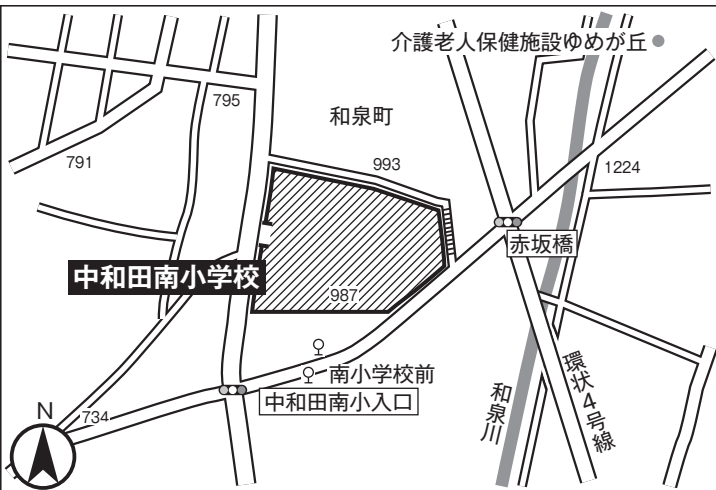 介護老人保健施設ゆめが丘
795
和泉町
791
993
1224
赤坂橋
中和田南小学校
987
南小学校前
中和田南小入口
環状4号線
和泉川
N
734